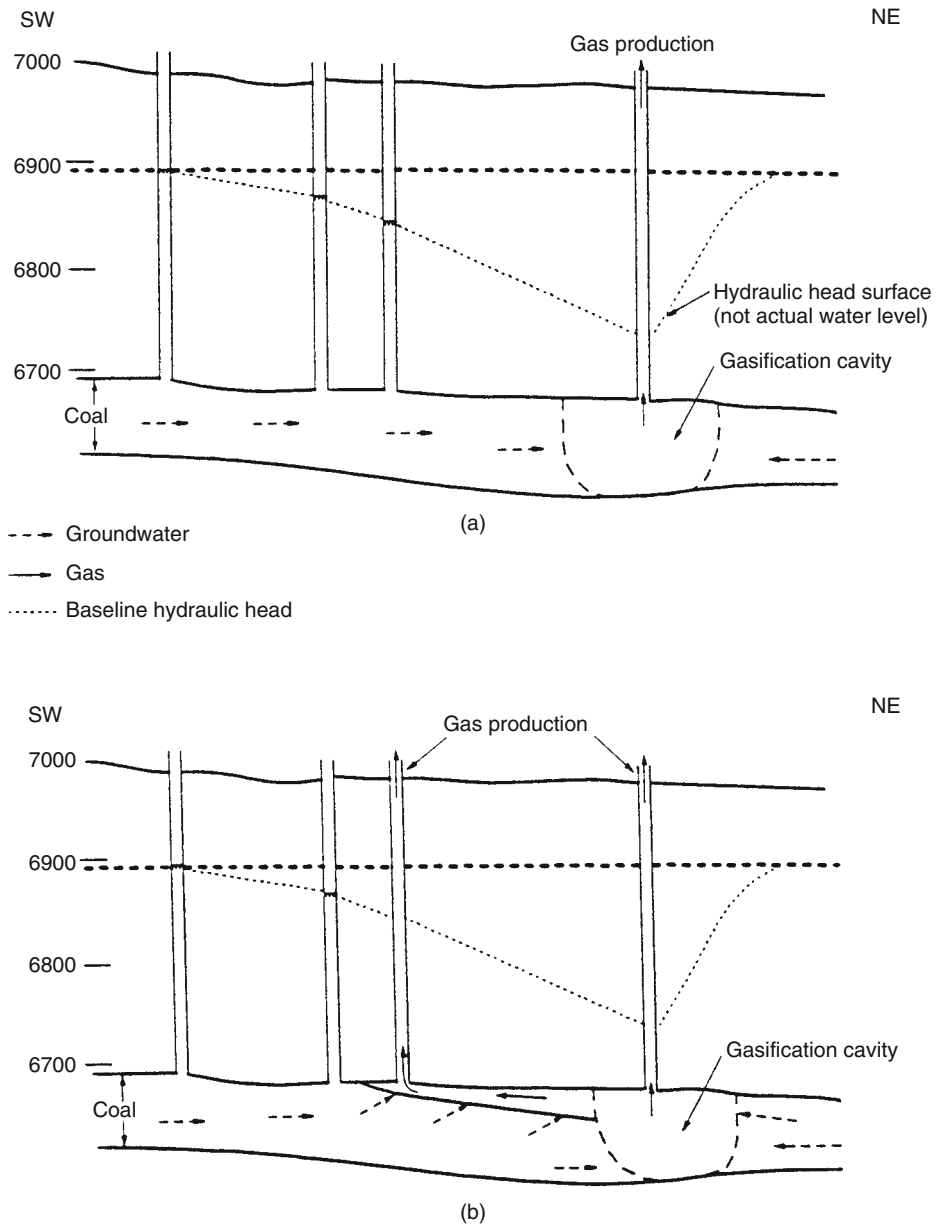 SW
NE
Gas production
7000
6900
6800
Hydraulic head surface
(not actual water level)
Gasification cavity
6700
Coal
(a)
Groundwater
Gas
Baseline hydraulic head
SW
NE
Gas production
7000
6900
6800
6700
Gasification cavity
Coal
(b)